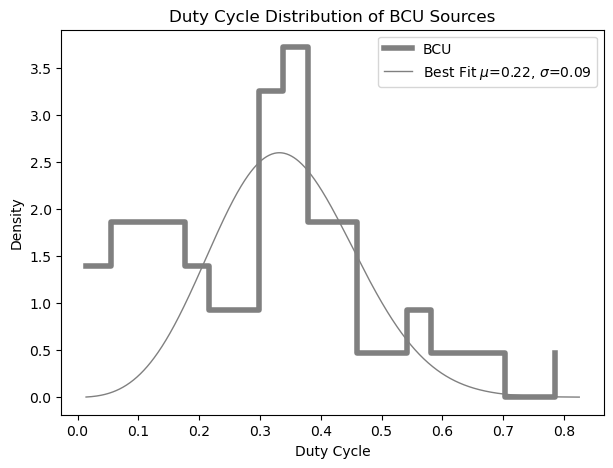 Duty Cycle Distribution of BCU Sources
BCU
Best Fit μ=0.22, σ=0.09
3.5
3.0
2.5
2.0
1.5
1.0
0.5
0.0
Density
0.0 0.1 0.2 0.3 0.4 0.5 0.6 0.7 0.8
Duty Cycle